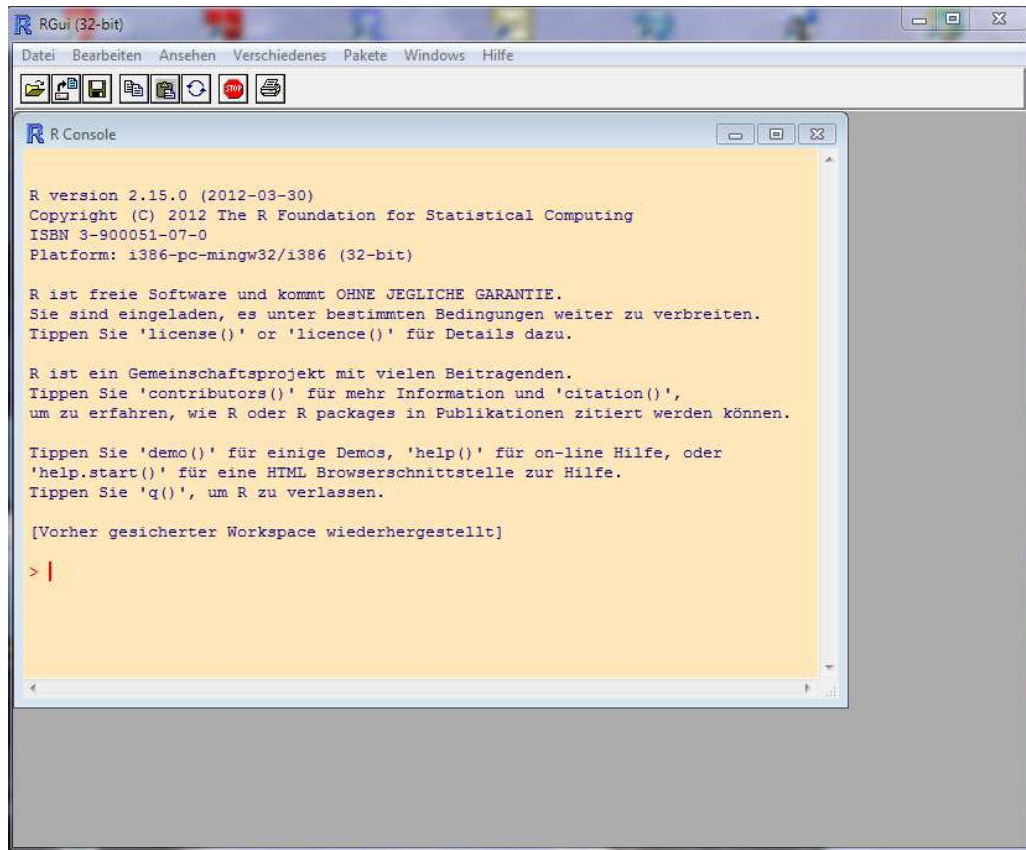 RGui (32-bit)
Datei Bearbeiten Ansehen Verschiedenes Pakete Windows Hilfe
STOP
R Console
R version 2.15.0 (2012-03-30)
Copyright (C) 2012 The R Foundation for Statistical Computing
ISBN 3-900051-07-0
Platform: i386-pc-mingw32/i386 (32-bit)
R ist freie Software und kommt OHNE JEGLICHE GARANTIE.
Sie sind eingeladen, es unter bestimmten Bedingungen weiter zu verbreiten.
Tippen Sie 'license()' or 'licence()' für Details dazu.
R ist ein Gemeinschaftsprojekt mit vielen Beitragenden.
Tippen Sie 'contributors()' für mehr Information und 'citation()',
um zu erfahren, wie R oder R packages in Publikationen zitiert werden können.
Tippen Sie 'demo()' für einige Demos, 'help()' für on-line Hilfe, oder
'help.start()' für eine HTML Browserschnittstelle zur Hilfe.
Tippen Sie 'q()', um R zu verlassen.
[Vorher gesicherter Workspace wiederhergestellt]
>